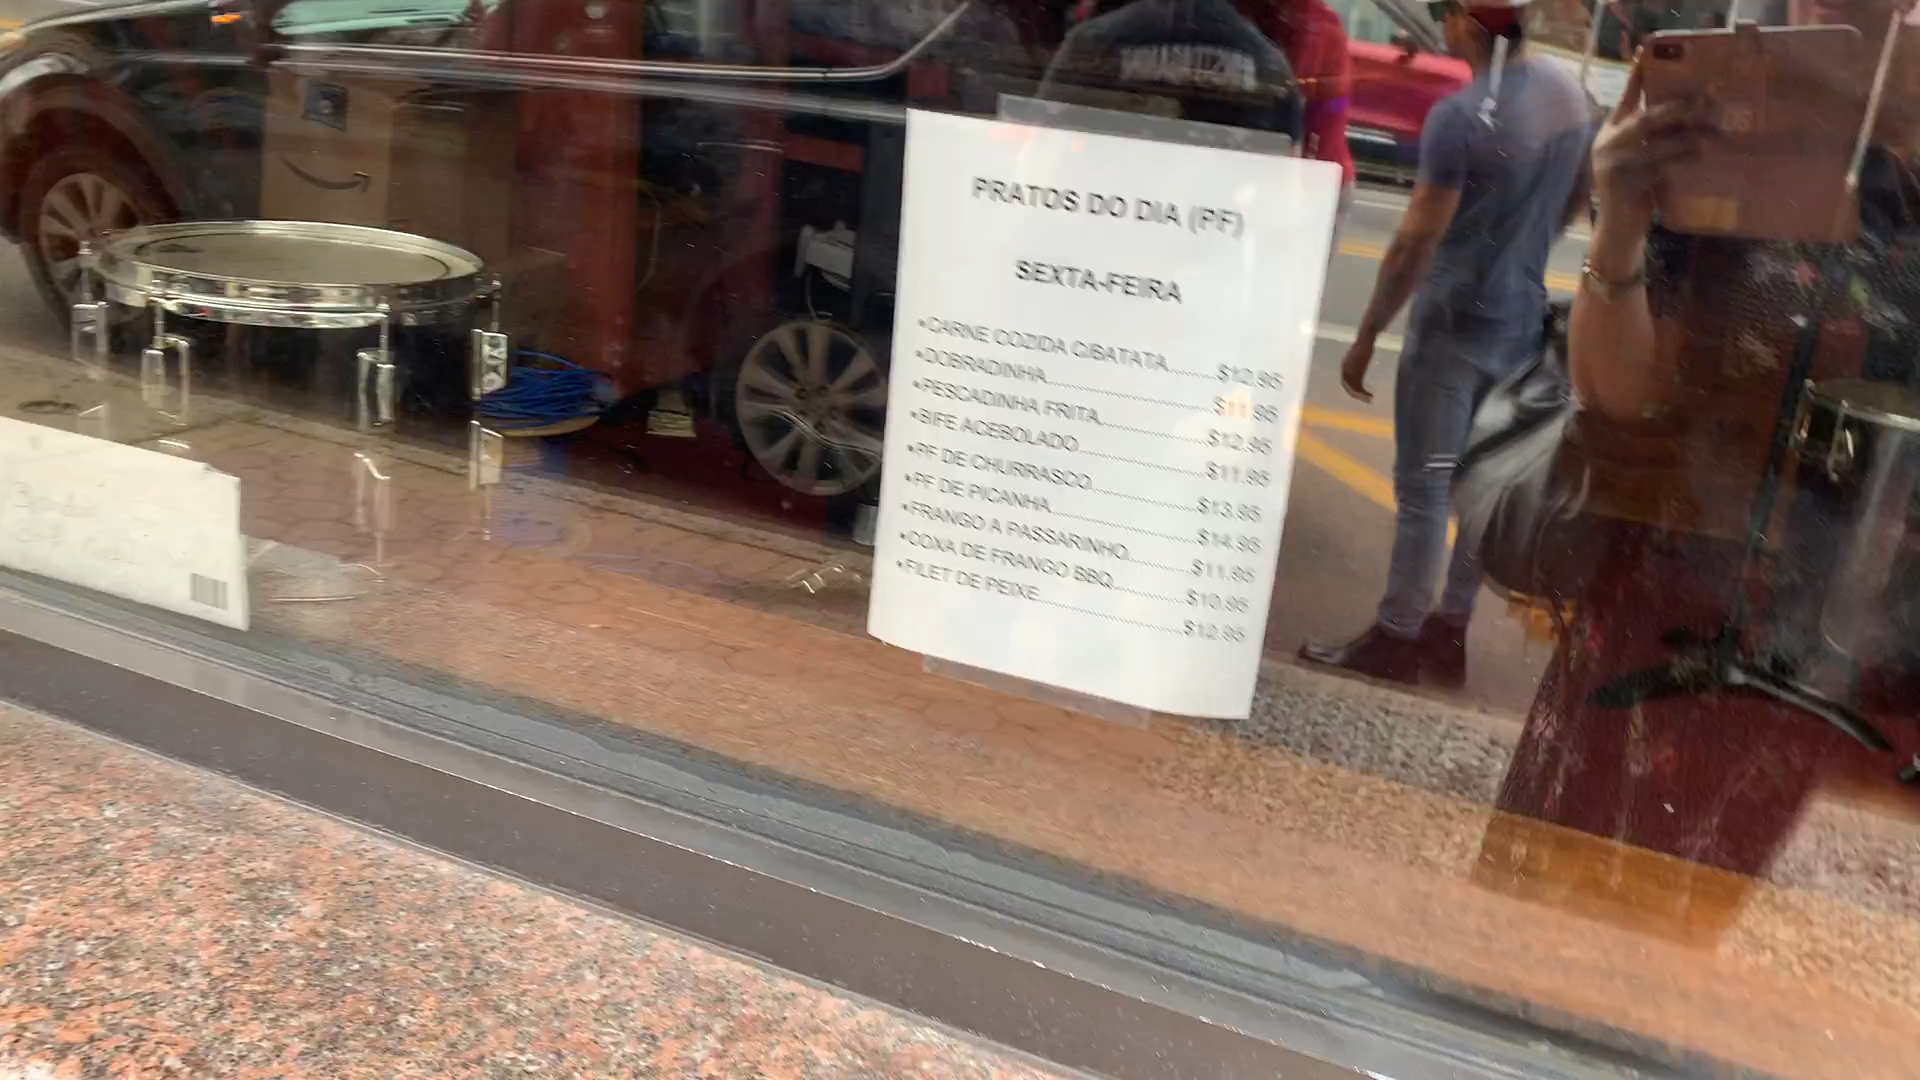 PRATOS DO DIA (PF)
SEXTA-FEIRA
•CARNE COZIDA C/BATATA........$12.95
•DOBRADINHA............................$11.95
•PESCADINHA FRITA..................$12.95
•BIFE ACEBOLADO.....................$11.95
•PF DE CHURRASCO..................$13.95
•PF DE PICANHA........................$14.95
•FRANGO A PASSARINHO..........$11.95
•COXA DE FRANGO BBQ............$10.95
•FILET DE PEIXE........................$12.95